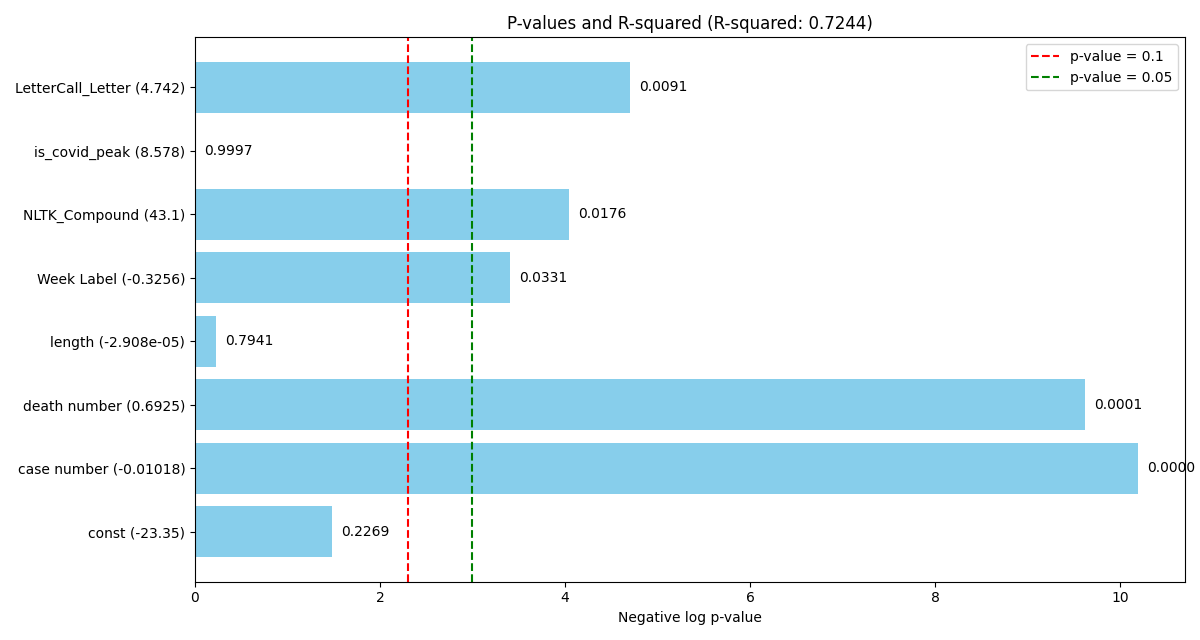 P-values and R-squared (R-squared: 0.7244)
p-value = 0.1
p-value = 0.05
LetterCall_Letter (4.742) 0.0091
is_covid_peak (8.578) 0.9997
NLTK_Compound (43.1) 0.0176
Week Label (-0.3256) 0.0331
length (-2.908e-05) 0.7941
death number (0.6925) 0.0001
case number (-0.01018) 0.0000
const (-23.35) 0.2269
0 2 4 6 8 10
Negative log p-value